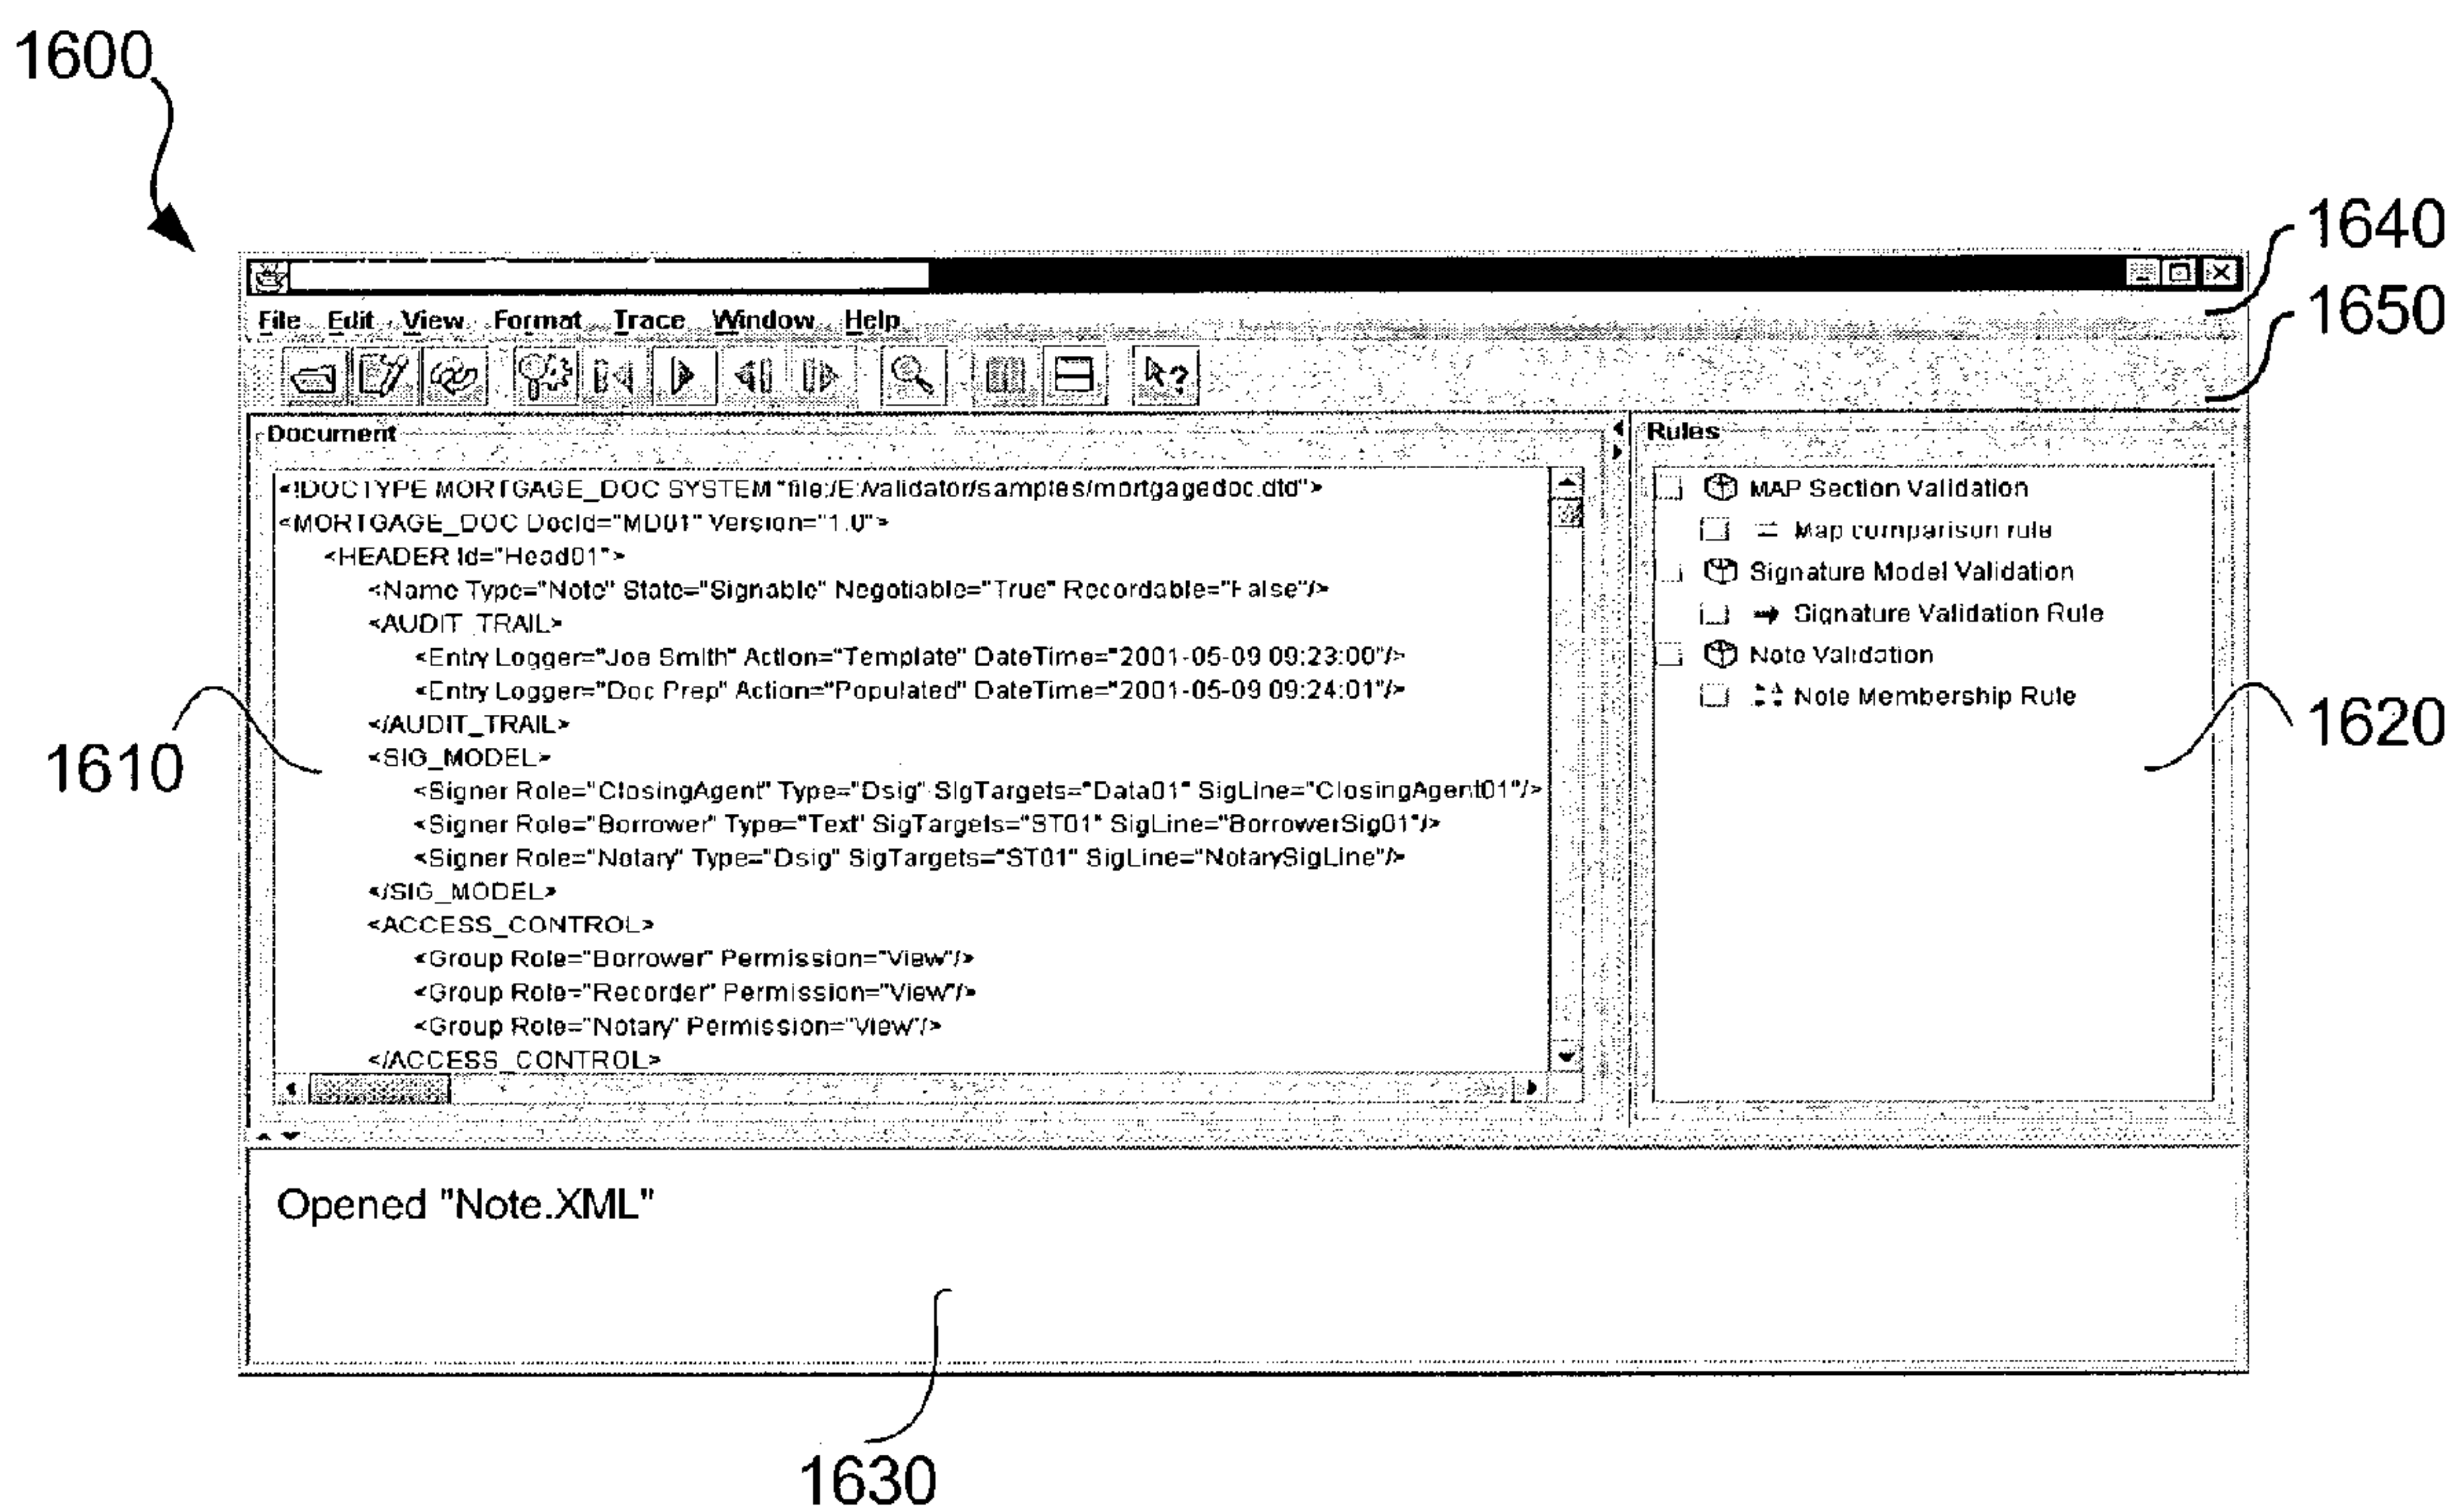 1600
1640
1650
File Edit View Format Trace Window Help
Document
Rules
<!DOCTYPE MORTGAGE_DOC SYSTEM "file:/E:/validator/samples/mortgagedoc.dtd">
<MORTGAGE_DOC DocId="MD01" Version="1.0">
<HEADER Id="Head01">
<Name Type="Note" State="Signable" Negotiable="True" Recordable="False"/>
<AUDIT_TRAIL>
<Entry Logger="Joe Smith" Action="Template" DateTime="2001-05-09 09:23:00"/>
<Entry Logger="Doc Prep" Action="Populated" DateTime="2001-05-09 09:24:01"/>
</AUDIT_TRAIL>
<SIG_MODEL>
<Signer Role="ClosingAgent" Type="Dsig" SigTargets="Data01" SigLine="ClosingAgent01"/>
<Signer Role="Borrower" Type="Text" SigTargets="ST01" SigLine="BorrowerSig01"/>
<Signer Role="Notary" Type="Dsig" SigTargets="ST01" SigLine="NotarySigLine"/>
</SIG_MODEL>
<ACCESS_CONTROL>
<Group Role="Borrower" Permission="View"/>
<Group Role="Recorder" Permission="View"/>
<Group Role="Notary" Permission="View"/>
</ACCESS_CONTROL>
MAP Section Validation
Map comparison rule
Signature Model Validation
Signature Validation Rule
Note Validation
Note Membership Rule
1610
1620
Opened "Note.XML"
1630